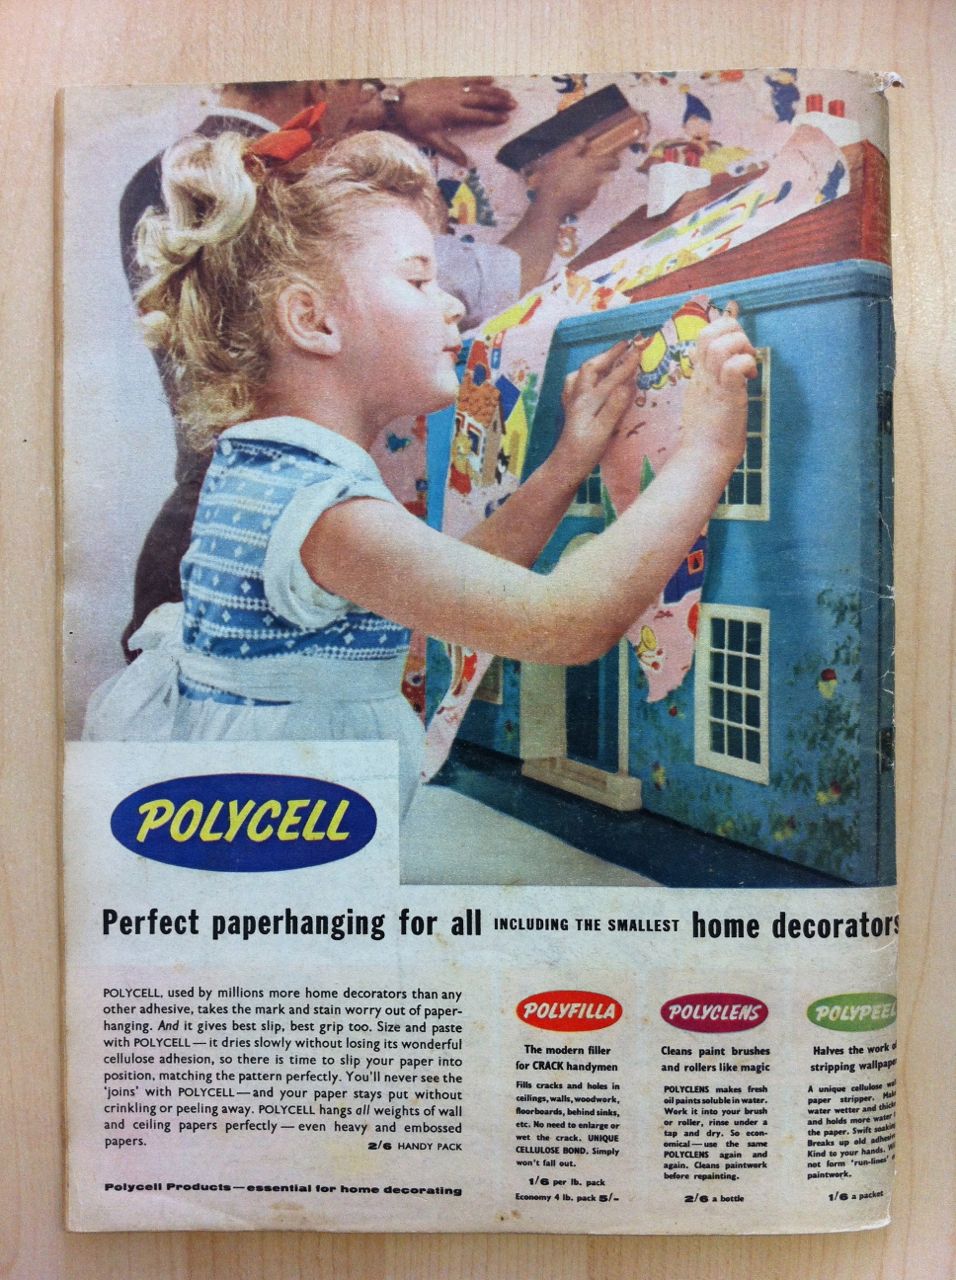 POLYCELL
Perfect paperhanging for all INCLUDING THE SMALLEST home decorators
POLYCELL, used by millions more home decorators than any
other adhesive, takes the mark and stain worry out of paper-
hanging. And it gives best slip, best grip too. Size and paste
with POLYCELL—it dries slowly without losing its wonderful
cellulose adhesion, so there is time to slip your paper into
position, matching the pattern perfectly. You'll never see the
'joins' with POLYCELL—and your paper stays put without
crinkling or peeling away. POLYCELL hangs all weights of wall
and ceiling papers perfectly—even heavy and embossed
papers.
2/6 HANDY PACK
Polycell Products—essential for home decorating
POLYFILLA
The modern filler
for CRACK handymen
Fills cracks and holes in
ceilings, walls, woodwork,
floorboards, behind sinks,
etc. No need to enlarge or
wet the crack. UNIQUE
CELLULOSE BOND. Simply
won't fall out.
1/6 per lb. pack
Economy 4 lb. pack 5/-
POLYCLENS
Cleans paint brushes
and rollers like magic
POLYCLENS makes fresh
oil paints soluble in water.
Work it into your brush
or roller, rinse under a
tap and dry. So econ-
omical—use the same
POLYCLENS again and
again. Cleans paintwork
before repainting.
2/6 a bottle
POLYPEEL
Halves the work
stripping wallpape
A unique cellulose
paper stripper.
water wetter and
and holds more water
the paper. Swift
Breaks up old
Kind to your hands.
not form 'run-lines'
paintwork.
1/6 a packet